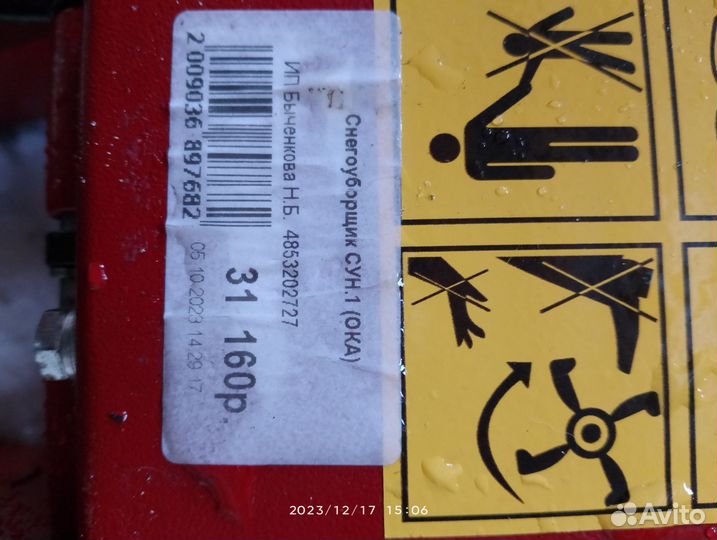 Снегоуборщик СУН.1 (ОКА)
ИП Быченкова Н.Б. 4853202727
2 009036 897682
31 160р.
05.10.2023 14:29:17
2023/12/17 15:06
Avito